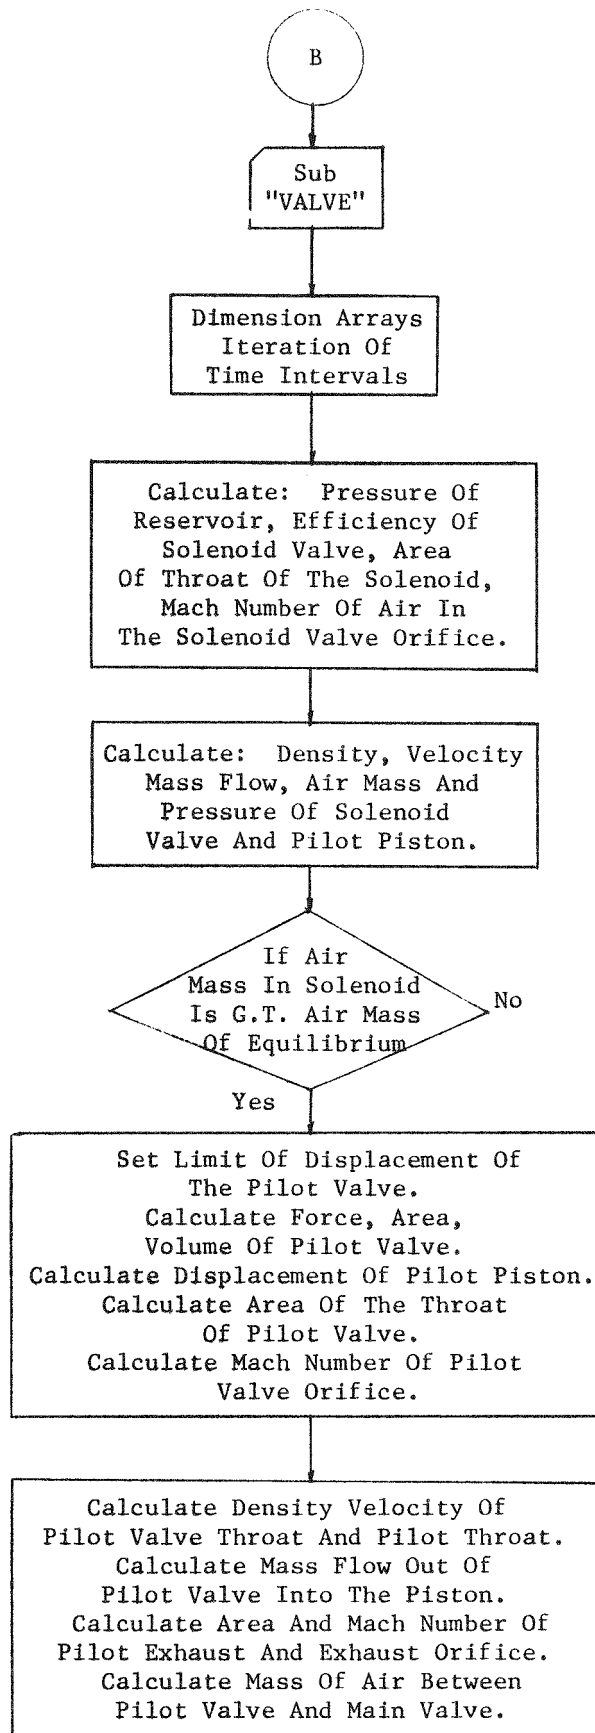 B
Sub
"VALVE"
Dimension Arrays
Iteration Of
Time Intervals
Calculate: Pressure Of
Reservoir, Efficiency Of
Solenoid Valve, Area
Of Throat Of The Solenoid,
Mach Number Of Air In
The Solenoid Valve Orifice.
Calculate: Density, Velocity
Mass Flow, Air Mass And
Pressure Of Solenoid
Valve And Pilot Piston.
If Air
Mass In Solenoid
Is G.T. Air Mass
Of Equilibrium
No
Yes
Set Limit Of Displacement Of
The Pilot Valve.
Calculate Force, Area,
Volume Of Pilot Valve.
Calculate Displacement Of Pilot Piston.
Calculate Area Of The Throat
Of Pilot Valve.
Calculate Mach Number Of Pilot
Valve Orifice.
Calculate Density Velocity Of
Pilot Valve Throat And Pilot Throat.
Calculate Mass Flow Out Of
Pilot Valve Into The Piston.
Calculate Area And Mach Number Of
Pilot Exhaust And Exhaust Orifice.
Calculate Mass Of Air Between
Pilot Valve And Main Valve.